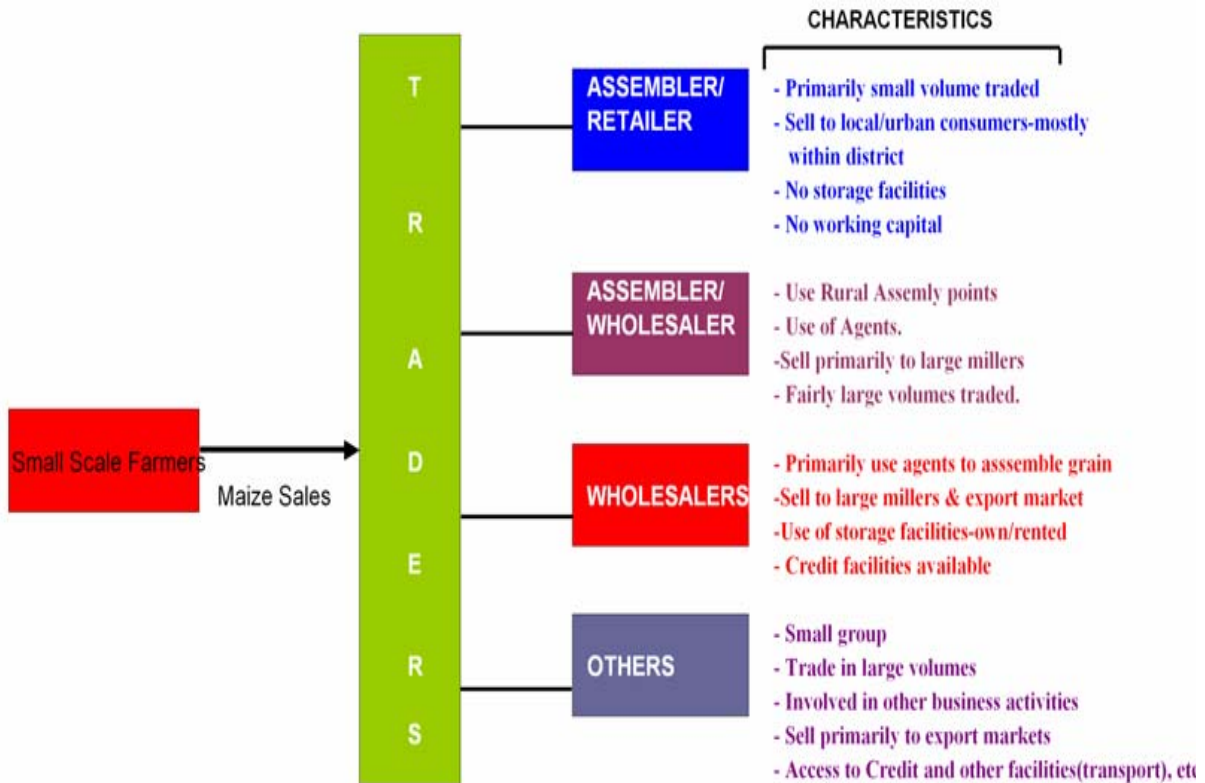 CHARACTERISTICS
T
R
A
D
E
R
S
Small Scale Farmers
Maize Sales
ASSEMBLER/
RETAILER
- Primarily small volume traded
- Sell to local/urban consumers-mostly
within district
- No storage facilities
- No working capital
ASSEMBLER/
WHOLESALER
- Use Rural Assemly points
- Use of Agents.
-Sell primarily to large millers
- Fairly large volumes traded.
WHOLESALERS
- Primarily use agents to asssemble grain
-Sell to large millers & export market
-Use of storage facilities-own/rented
- Credit facilities available
OTHERS
- Small group
- Trade in large volumes
- Involved in other business activities
- Sell primarily to export markets
- Access to Credit and other facilities(transport), etc